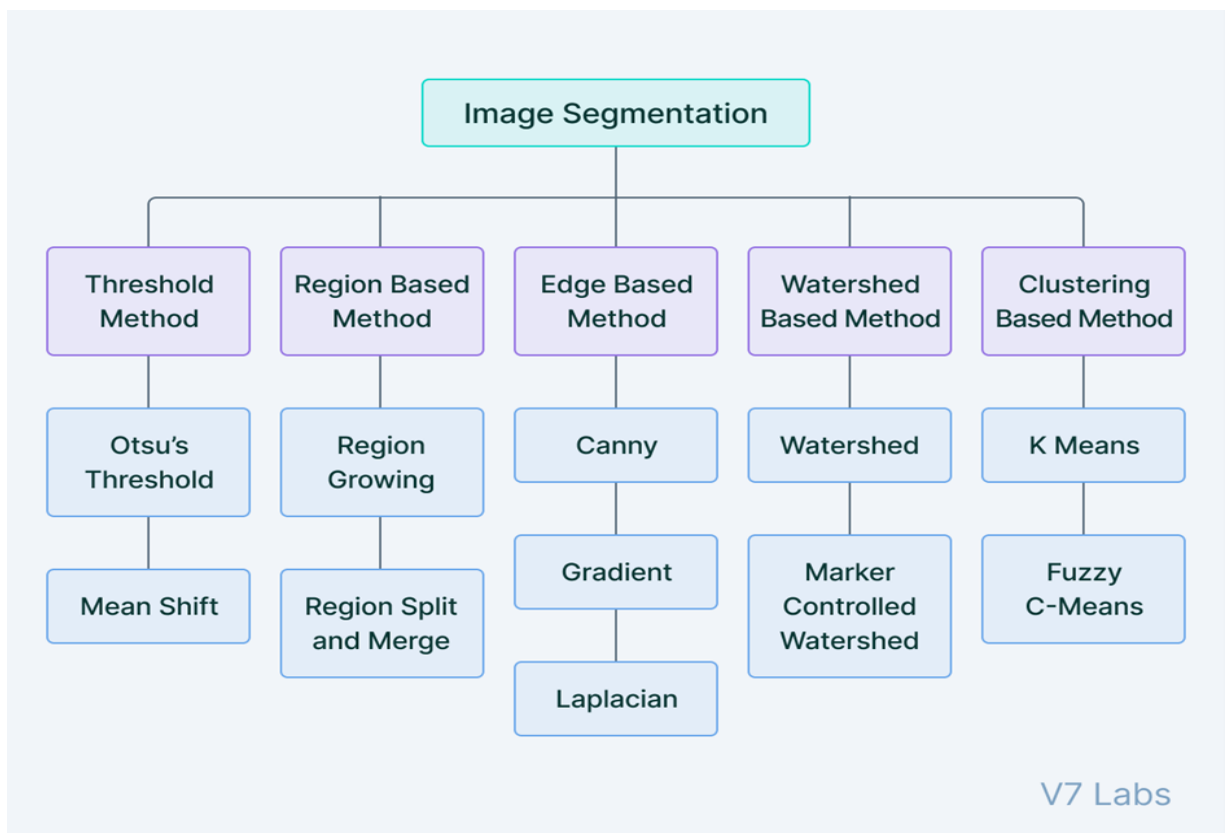 Image Segmentation
Threshold
Method
Region Based
Method
Edge Based
Method
Watershed
Based Method
Clustering
Based Method
Otsu’s
Threshold
Region
Growing
Canny
Watershed
K Means
Mean Shift
Region Split
and Merge
Gradient
Marker
Controlled
Watershed
Fuzzy
C-Means
Laplacian
V7 Labs